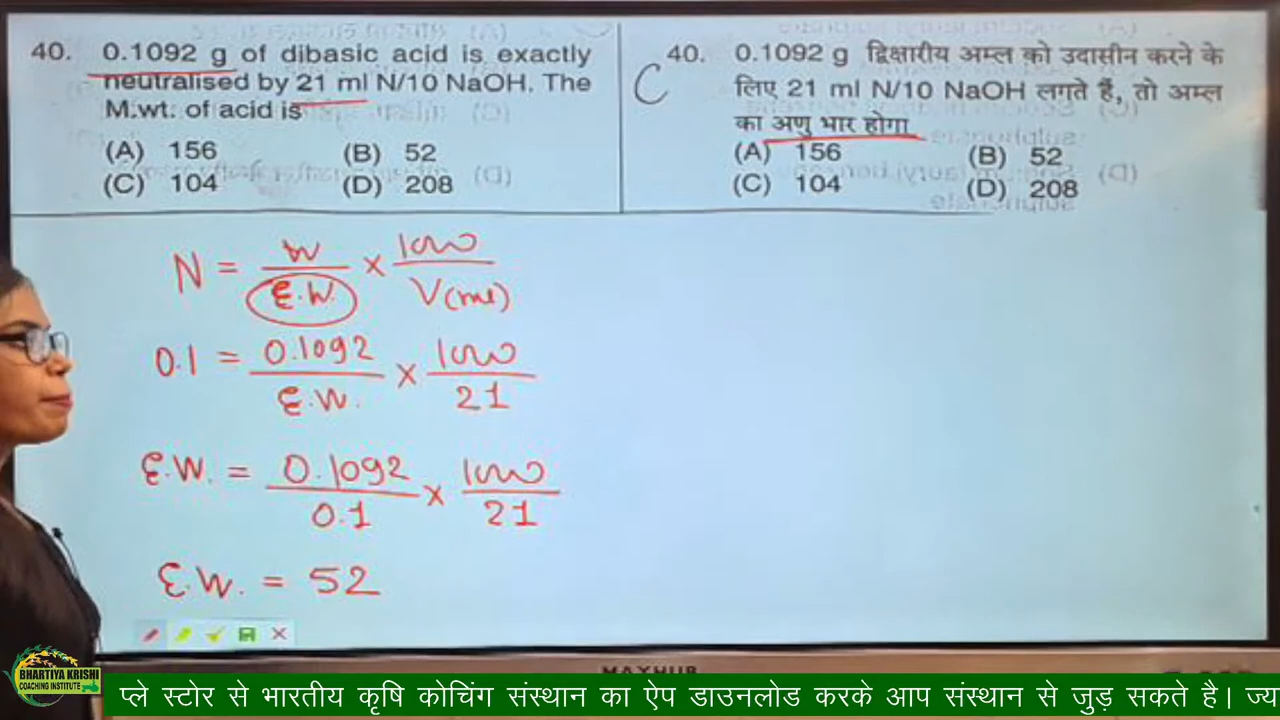 40. 0.1092 g of dibasic acid is exactly
neutralised by 21 ml N/10 NaOH. The
M.wt. of acid is
(A) 156 (B) 52
(C) 104 (D) 208
C
40. 0.1092 g द्विक्षारीय अम्ल को उदासीन करने के
लिए 21 ml N/10 NaOH लगते हैं, तो अम्ल
का अणु भार होगा
(A) 156 (B) 52
(C) 104 (D) 208
N = W/E.W. × 1000/V(ml)
0.1 = 0.1092/E.W. × 1000/21
E.W. = 0.1092/0.1 × 1000/21
E.W. = 52
MAXHUB
BHARTIYA KRISHI
COACHING INSTITUTE
प्ले स्टोर से भारतीय कृषि कोचिंग संस्थान का ऐप डाउनलोड करके आप संस्थान से जुड़ सकते है। ज्य